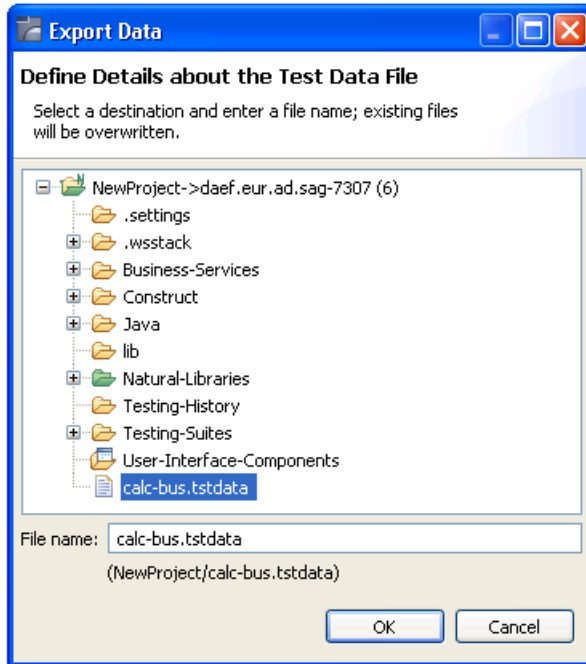 Export Data
Define Details about the Test Data File
Select a destination and enter a file name; existing files
will be overwritten.
NewProject->daef.eur.ad.sag-7307 (6)
.settings
.wsstack
Business-Services
Construct
Java
lib
Natural-Libraries
Testing-History
Testing-Suites
User-Interface-Components
calc-bus.tstdata
File name: calc-bus.tstdata
(NewProject/calc-bus.tstdata)
OK Cancel